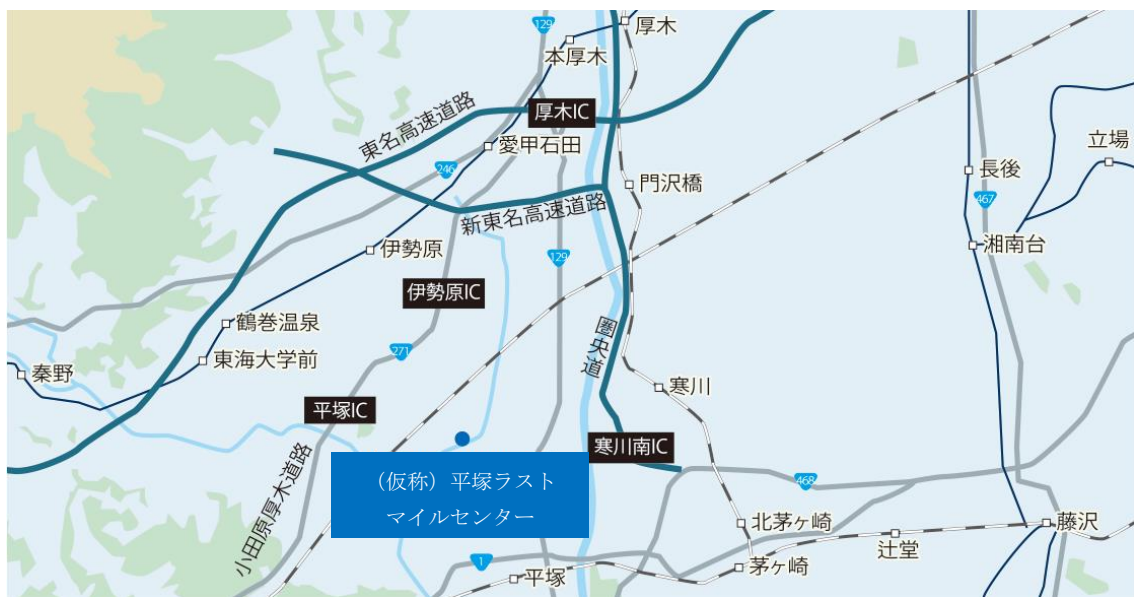 129
厚木
本厚木
東名高速道路
厚木IC
愛甲石田
246
立場
長後
門沢橋
467
新東名高速道路
伊勢原
湘南台
129
伊勢原IC
鶴巻温泉
圏央道
271
東海大学前
秦野
寒川
平塚IC
寒川南IC
小田原厚木道路
(仮称)平塚ラスト
マイルセンター
468
北茅ヶ崎
藤沢
辻堂
1
茅ヶ崎
平塚